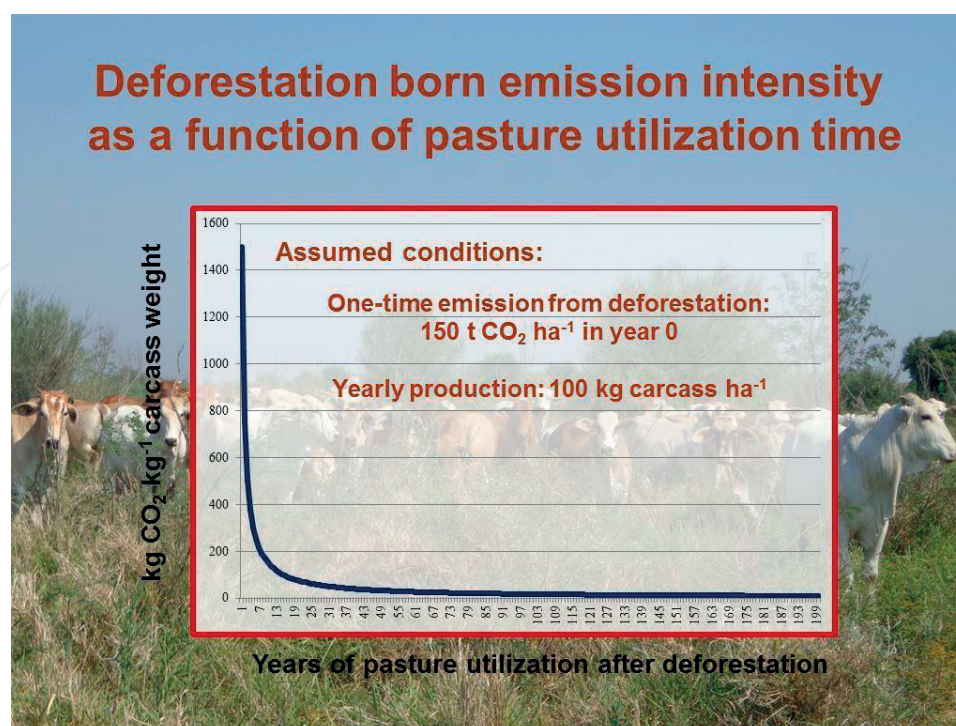 Deforestation born emission intensity
as a function of pasture utilization time
kg CO₂-kg⁻¹ carcass weight
1600
1400
1200
1000
800
600
400
200
0
Assumed conditions:
One-time emission from deforestation:
150 t CO₂ ha⁻¹ in year 0
Yearly production: 100 kg carcass ha⁻¹
1 7 13 19 25 31 37 43 49 55 61 67 73 79 85 91 97 103 109 115 121 127 133 139 145 151 157 163 169 175 181 187 193 199
Years of pasture utilization after deforestation